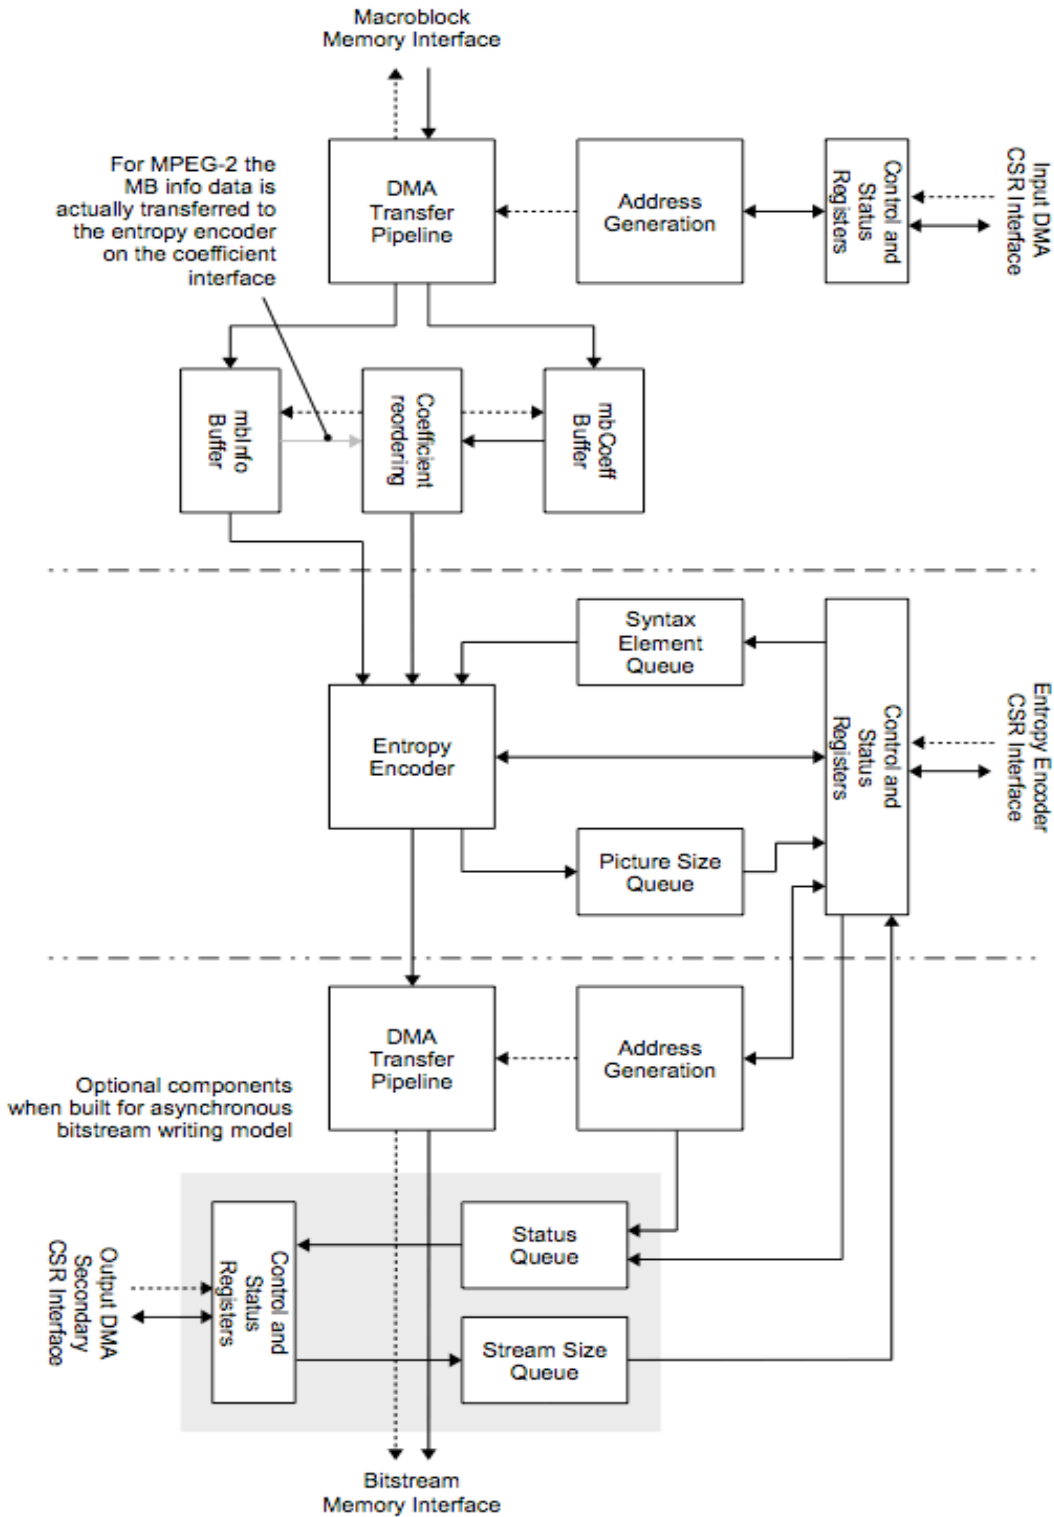 Macroblock
Memory Interface
For MPEG-2 the
MB info data is
actually transferred to
the entropy encoder
on the coefficient
interface
DMA
Transfer
Pipeline
Address
Generation
Control and
Status
Registers
Input DMA
CSR Interface
mbInfo
Buffer
Coefficient
reordering
mbCoeff
Buffer
Syntax
Element
Queue
Entropy
Encoder
Control and
Status
Registers
Entropy Encoder
CSR Interface
Picture Size
Queue
DMA
Transfer
Pipeline
Address
Generation
Optional components
when built for asynchronous
bitstream writing model
Output DMA
Secondary
CSR Interface
Control and
Status
Registers
Status
Queue
Stream Size
Queue
Bitstream
Memory Interface